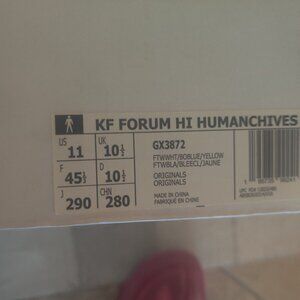 KF FORUM HI HUMANCHIVES
US UK
11 10½
F D
45⅓ 10½
J CHN
290 280
GX3872
FTWWHT/BOBLUE/YELLOW
FTWBLA/BLEECL/JAUNE
ORIGINALS
ORIGINALS
MADE IN CHINA
FABRIQUÉ EN CHINE